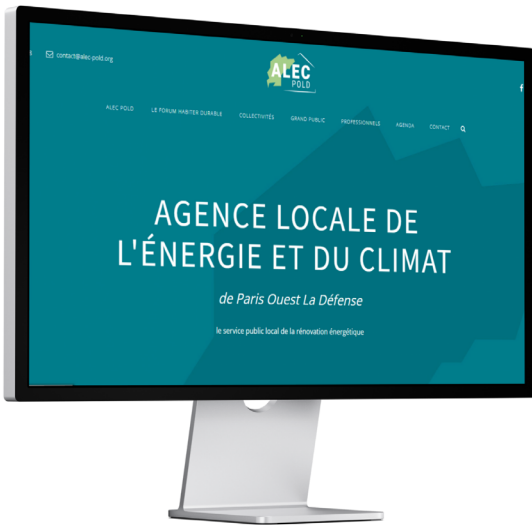 contact@alec-pold.org
ALEC
POLD
ALEC POLD LE FORUM HABITER DURABLE COLLECTIVITÉS GRAND PUBLIC PROFESSIONNELS AGENDA CONTACT
AGENCE LOCALE DE
L'ÉNERGIE ET DU CLIMAT
de Paris Ouest La Défense
le service public local de la rénovation énergétique